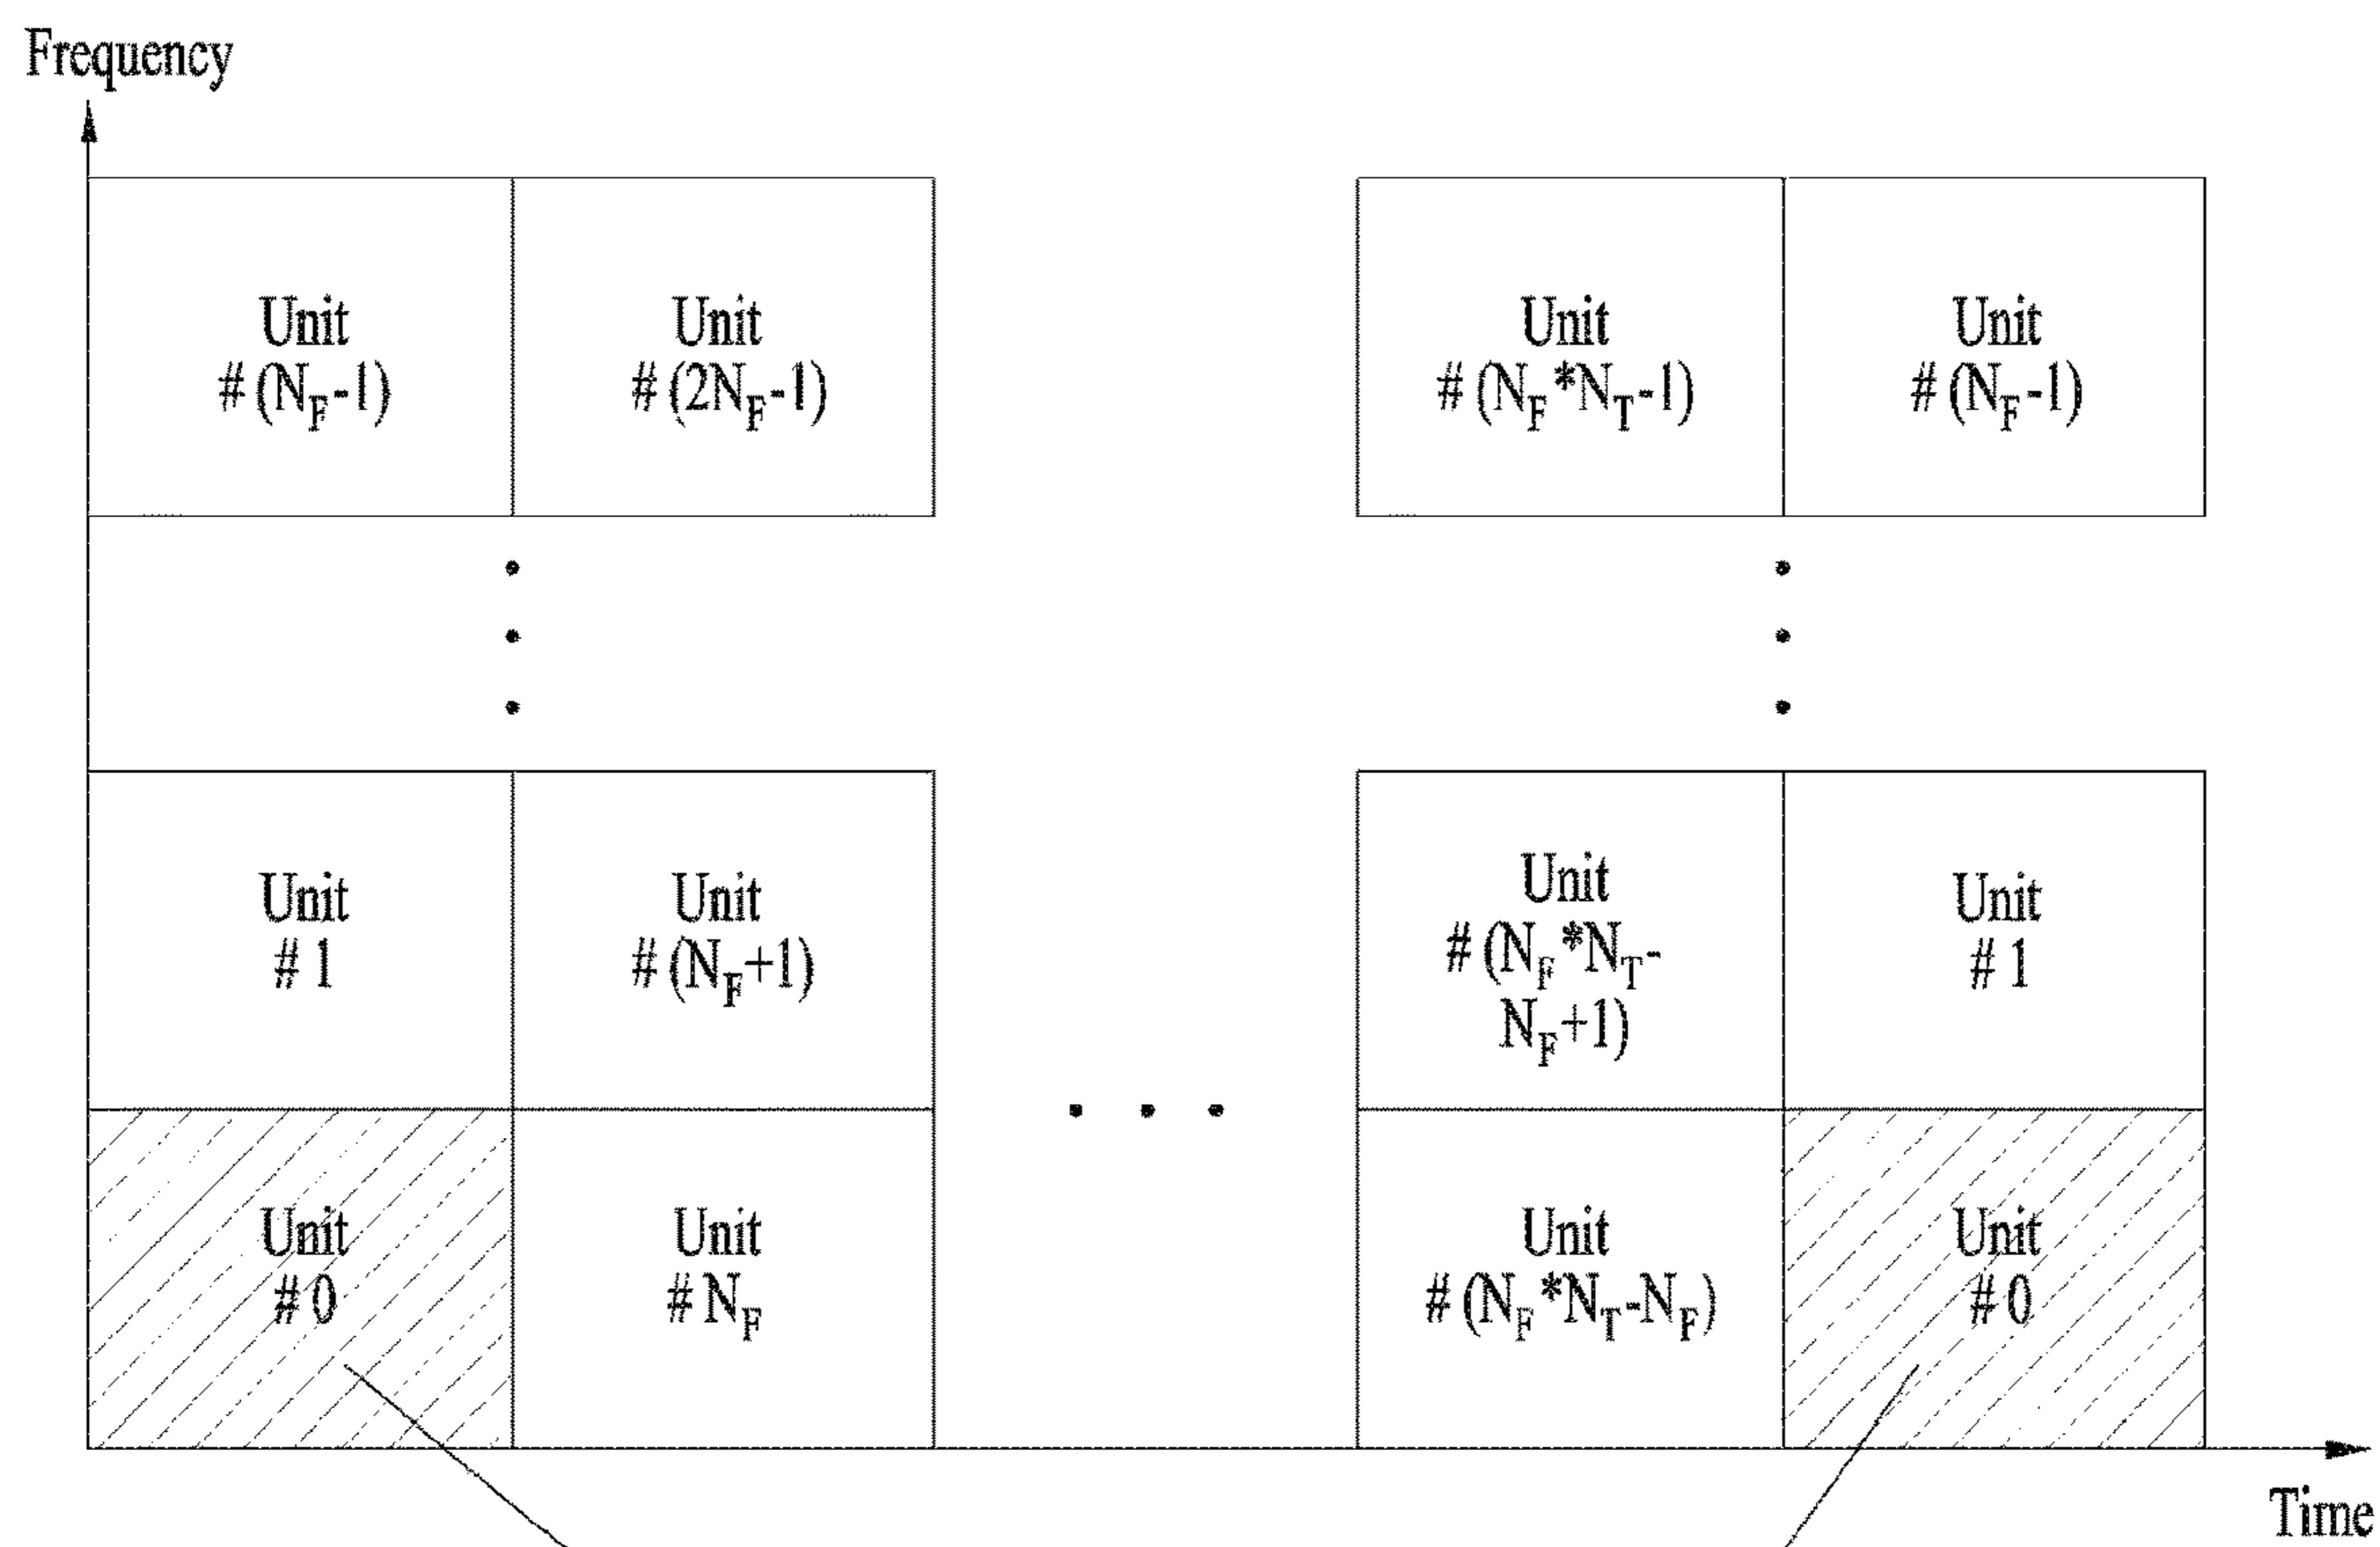 Frequency
Unit
# (N_F-1)
Unit
# (2N_F-1)
Unit
# (N_F*N_T-1)
Unit
# (N_F-1)
Unit
# 1
Unit
# (N_F+1)
Unit
# (N_F*N_T-
N_F+1)
Unit
# 1
Unit
# 0
Unit
# N_F
Unit
# (N_F*N_T-N_F)
Unit
# 0
Time